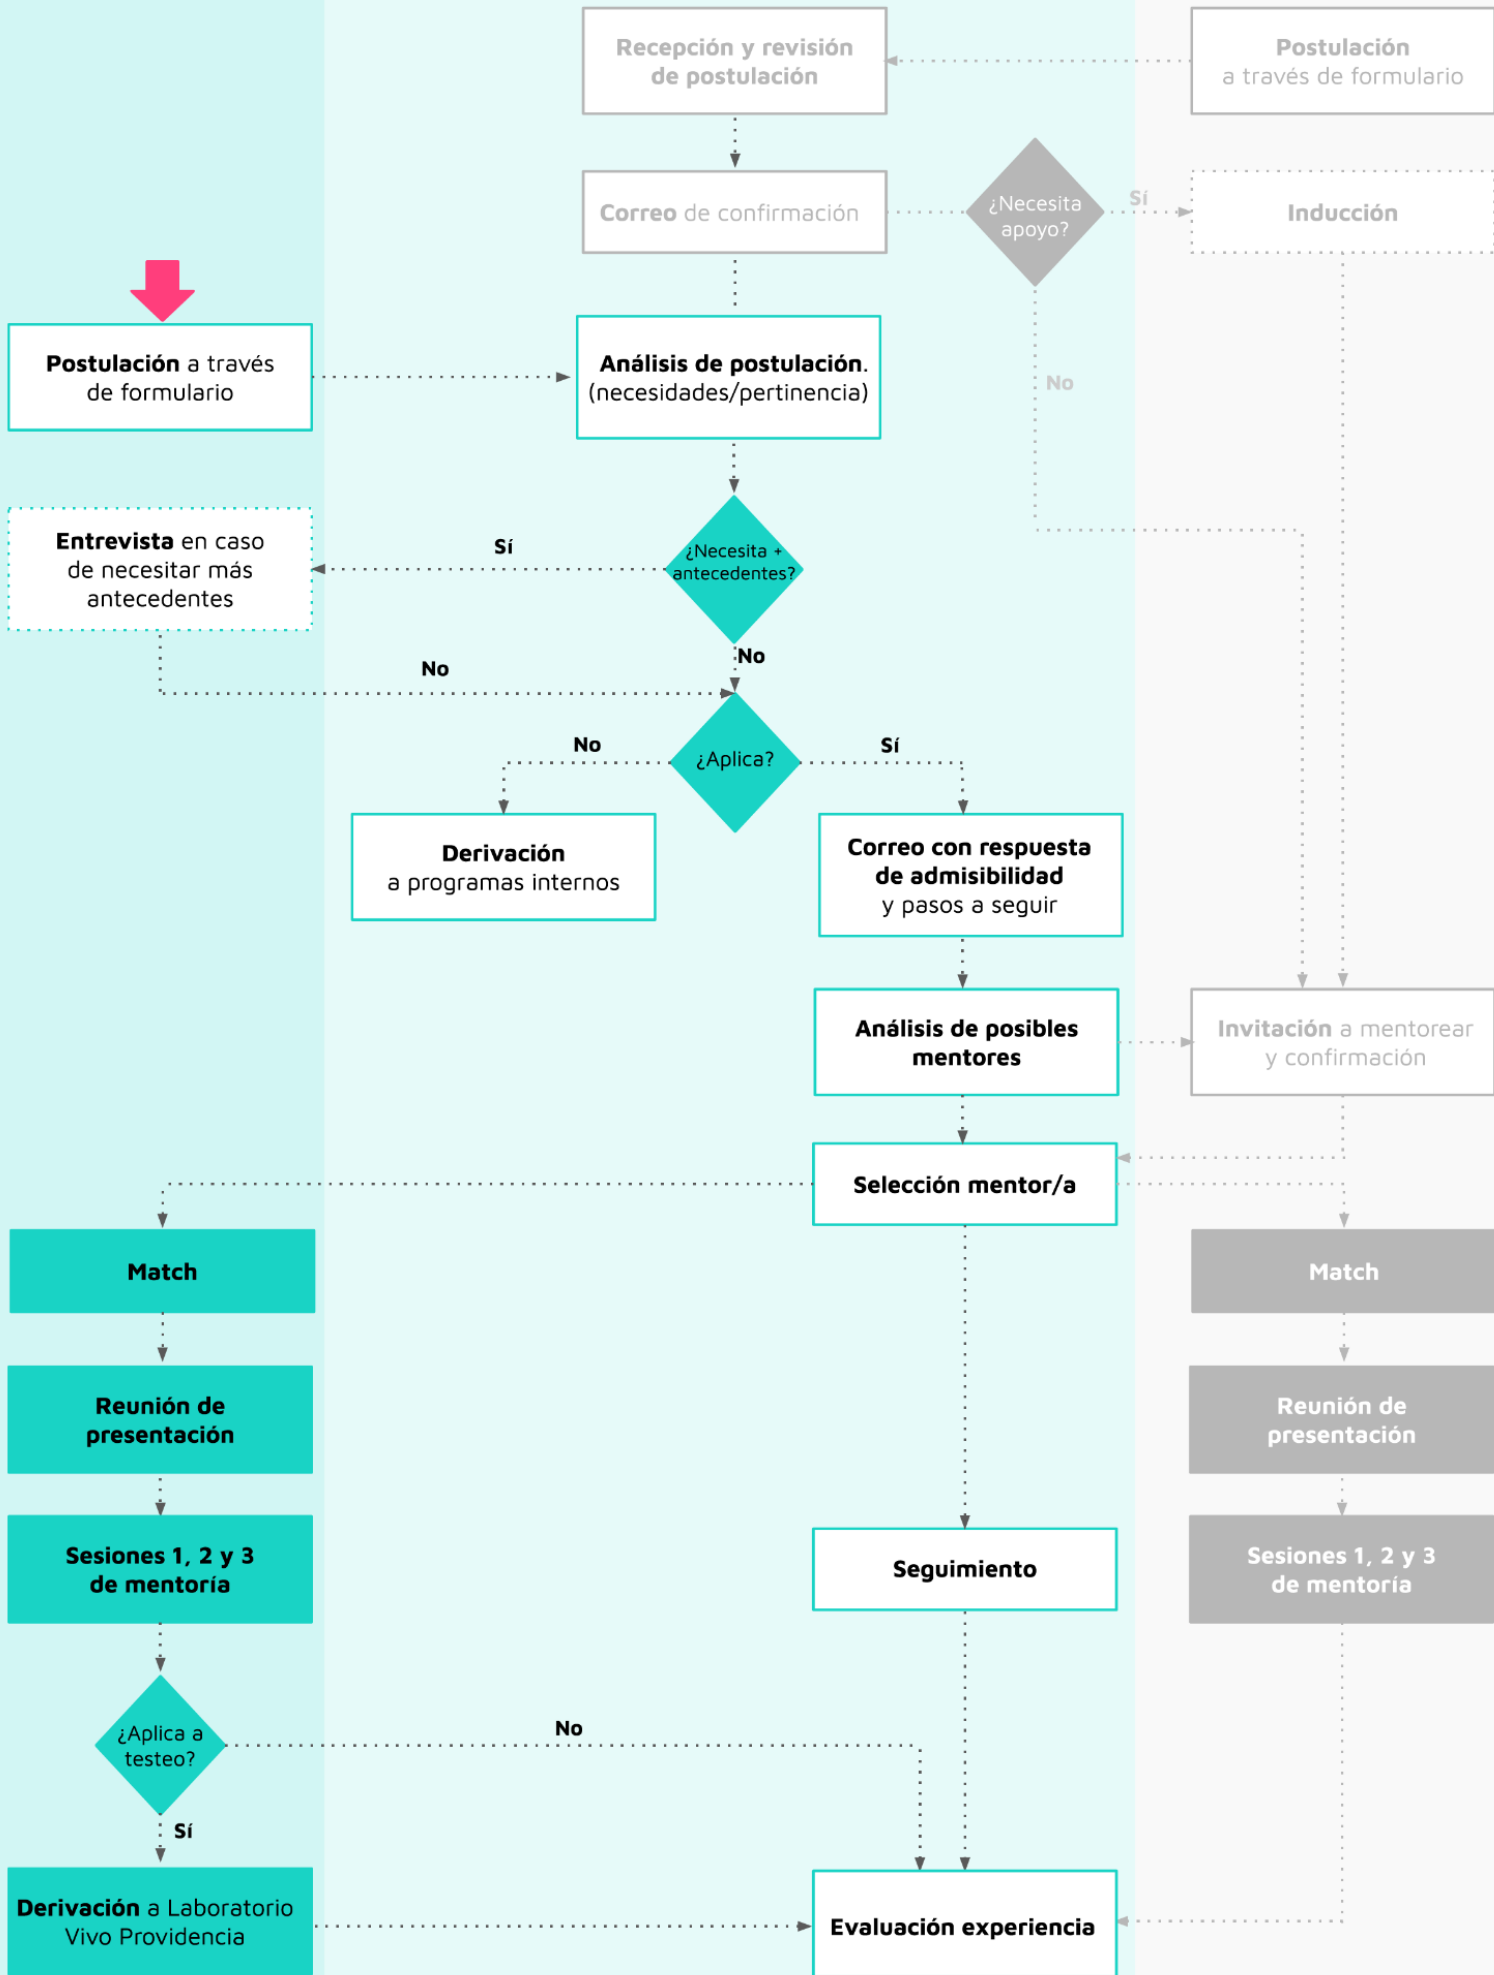 Recepción y revisión
de postulación
Postulación
a través de formulario
Correo de confirmación
¿Necesita
apoyo?
Sí
Inducción
No
Postulación a través
de formulario
Análisis de postulación.
(necesidades/pertinencia)
Entrevista en caso
de necesitar más
antecedentes
Sí
¿Necesita +
antecedentes?
No
No
¿Aplica?
No
Sí
Derivación
a programas internos
Correo con respuesta
de admisibilidad
y pasos a seguir
Análisis de posibles
mentores
Invitación a mentorear
y confirmación
Selección mentor/a
Match
Match
Reunión de
presentación
Reunión de
presentación
Sesiones 1, 2 y 3
de mentoría
Seguimiento
Sesiones 1, 2 y 3
de mentoría
¿Aplica a
testeo?
No
Sí
Derivación a Laboratorio
Vivo Providencia
Evaluación experiencia